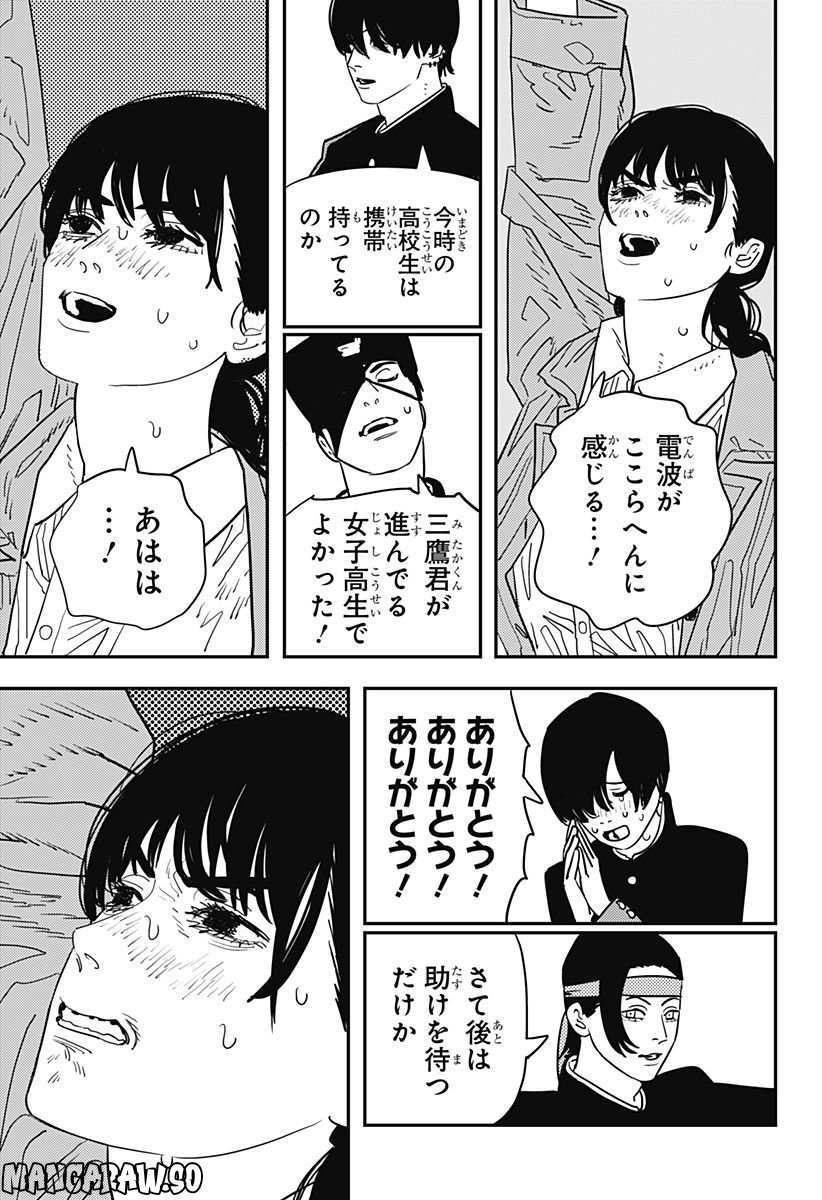 電波が
ここらへんに
感じる…!
今時の
高校生は
携帯
持ってる
のか
三鷹君が
進んでる
女子高生で
よかった!
あはは
…!
ありがとう!
ありがとう!
ありがとう!
さて後は
助けを待つ
だけか
MANGARAW.SO